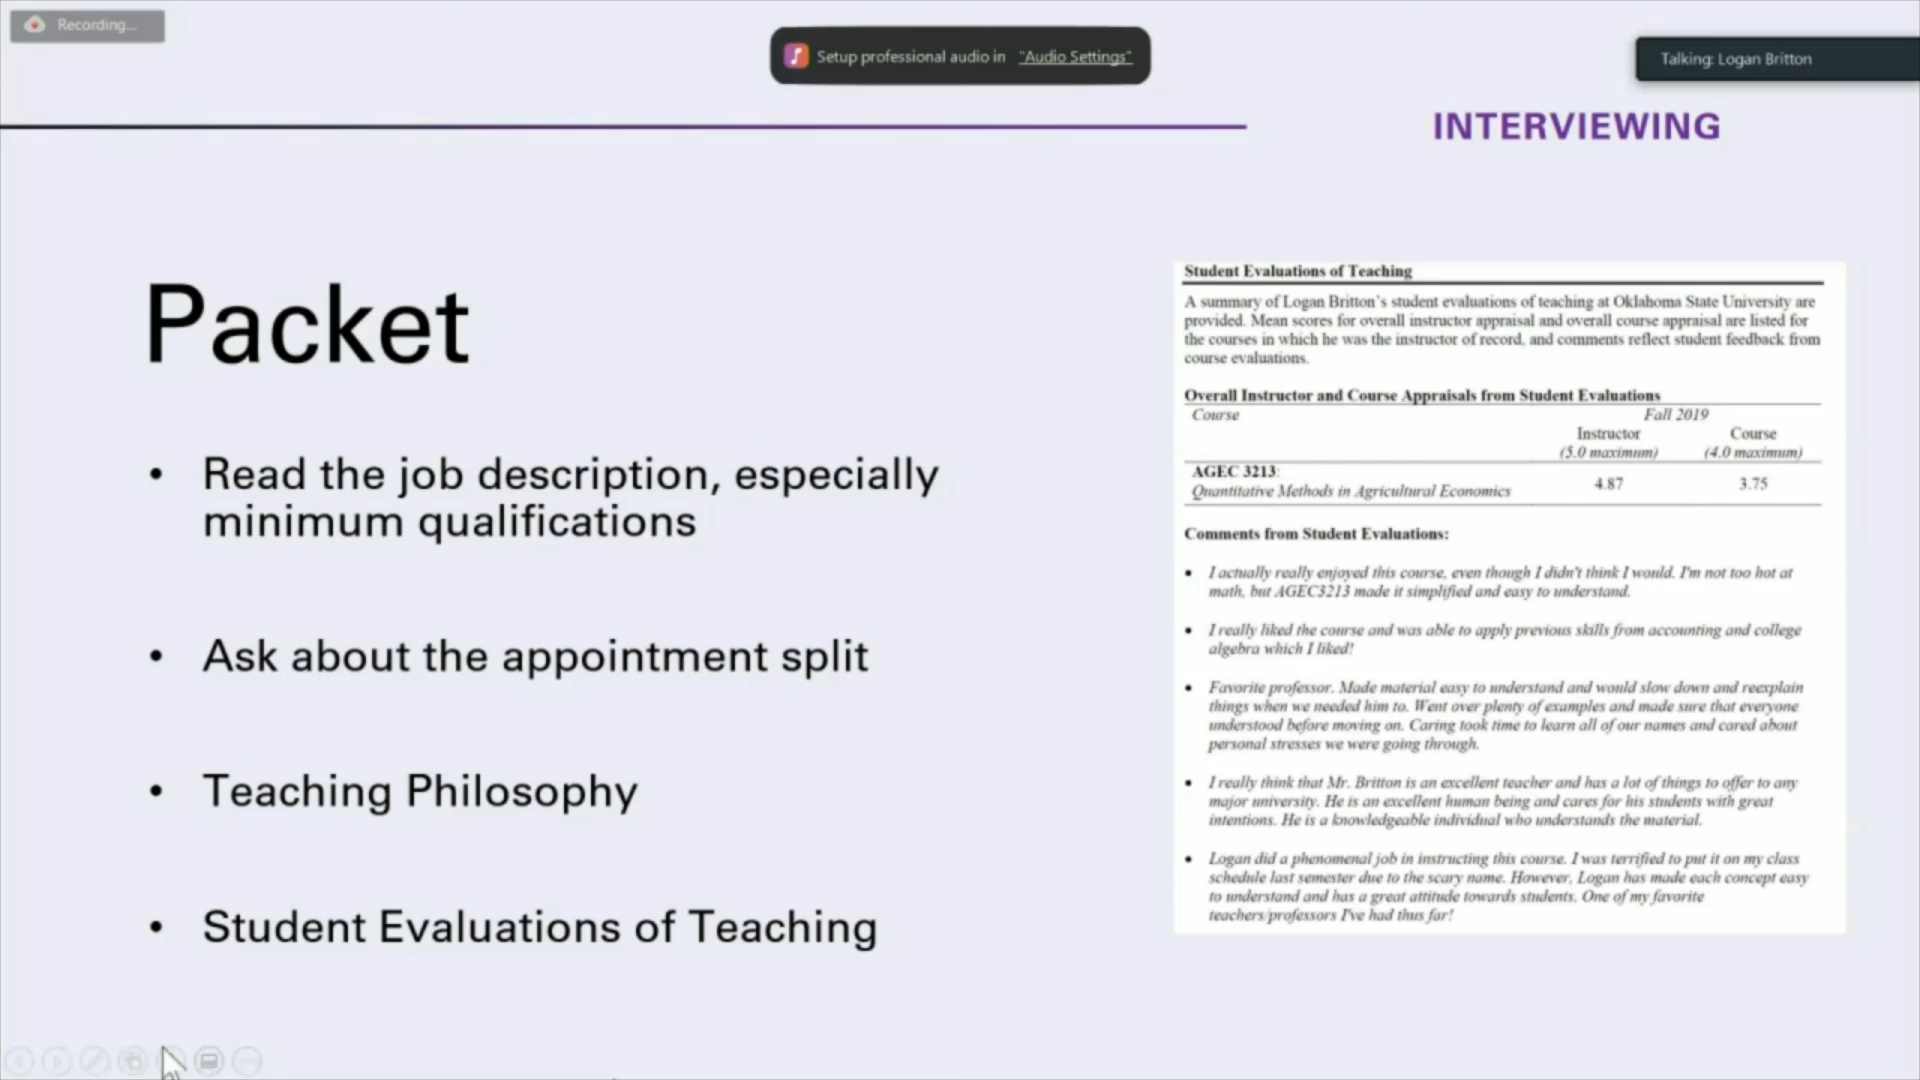 Recording...
Setup professional audio in "Audio Settings"
Talking: Logan Britton
INTERVIEWING
Packet
• Read the job description, especially
minimum qualifications
• Ask about the appointment split
• Teaching Philosophy
• Student Evaluations of Teaching
Student Evaluations of Teaching
A summary of Logan Britton's student evaluations of teaching at Oklahoma State University are
provided. Mean scores for overall instructor appraisal and overall course appraisal are listed for
the courses in which he was the instructor of record, and comments reflect student feedback from
course evaluations.
Overall Instructor and Course Appraisals from Student Evaluations
Course Fall 2019
Instructor Course
(5.0 maximum) (4.0 maximum)
AGEC 3213:
Quantitative Methods in Agricultural Economics 4.87 3.75
Comments from Student Evaluations:
• I actually really enjoyed this course, even though I didn't think I would. I'm not too hot at
math, but AGEC3213 made it simplified and easy to understand.
• I really liked the course and was able to apply previous skills from accounting and college
algebra which I liked!
• Favorite professor. Made material easy to understand and would slow down and reexplain
things when we needed him to. Went over plenty of examples and made sure that everyone
understood before moving on. Caring took time to learn all of our names and cared about
personal stresses we were going through.
• I really think that Mr. Britton is an excellent teacher and has a lot of things to offer to any
major university. He is an excellent human being and cares for his students with great
intentions. He is a knowledgeable individual who understands the material.
• Logan did a phenomenal job in instructing this course. I was terrified to put it on my class
schedule last semester due to the scary name. However, Logan has made each concept easy
to understand and has a great attitude towards students. One of my favorite
teachers/professors I've had thus far!